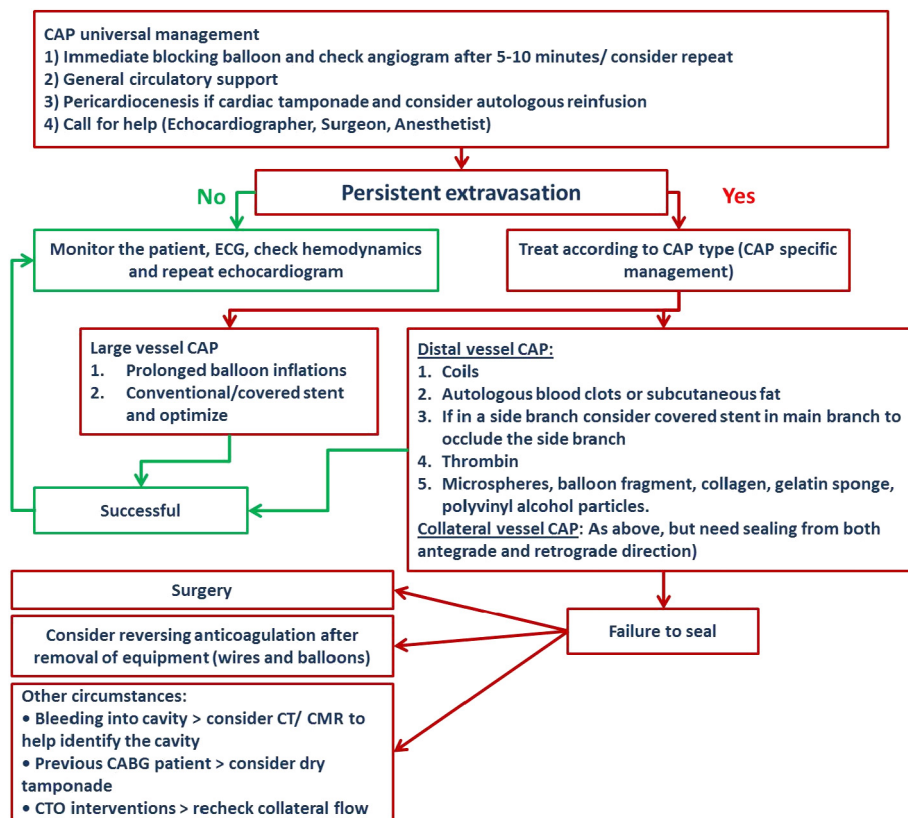 CAP universal management
1) Immediate blocking balloon and check angiogram after 5-10 minutes/ consider repeat
2) General circulatory support
3) Pericardiocenesis if cardiac tamponade and consider autologous reinfusion
4) Call for help (Echocardiographer, Surgeon, Anesthetist)
No
Persistent extravasation
Yes
Monitor the patient, ECG, check hemodynamics
and repeat echocardiogram
Treat according to CAP type (CAP specific
management)
Large vessel CAP
1. Prolonged balloon inflations
2. Conventional/covered stent
and optimize
Distal vessel CAP:
1. Coils
2. Autologous blood clots or subcutaneous fat
3. If in a side branch consider covered stent in main branch to
occlude the side branch
4. Thrombin
5. Microspheres, balloon fragment, collagen, gelatin sponge,
polyvinyl alcohol particles.
Collateral vessel CAP: As above, but need sealing from both
antegrade and retrograde direction)
Successful
Surgery
Consider reversing anticoagulation after
removal of equipment (wires and balloons)
Failure to seal
Other circumstances:
• Bleeding into cavity > consider CT/ CMR to
help identify the cavity
• Previous CABG patient > consider dry
tamponade
• CTO interventions > recheck collateral flow